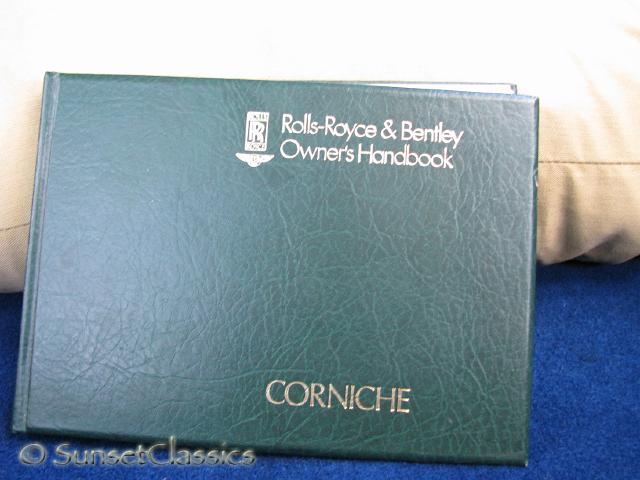 Rolls-Royce & Bentley
Owner's Handbook
CORNICHE
© SunsetClassics